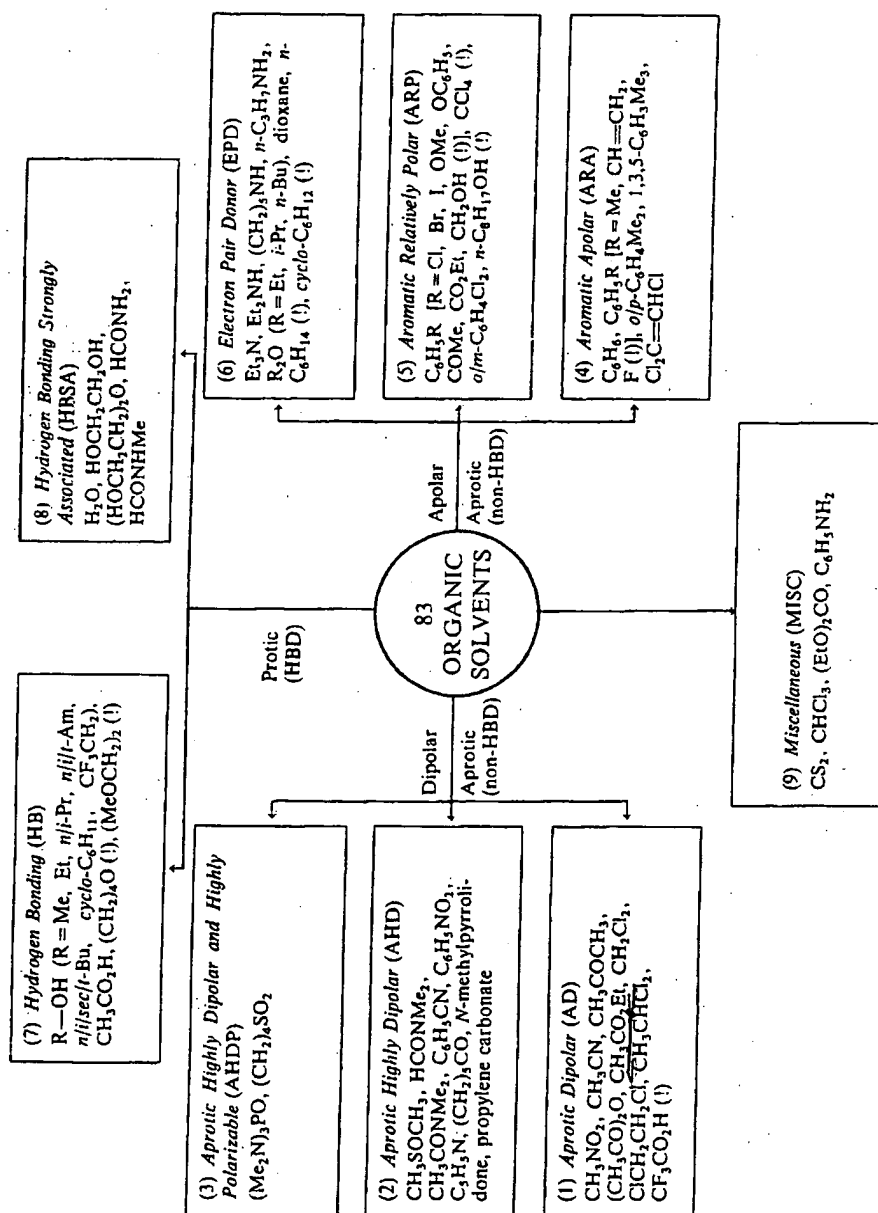 (7) Hydrogen Bonding (HB)
R—OH (R=Me, Et, n/i-Pr, n/i/t-Am,
n/i/sec/t-Bu, cyclo-C₆H₁₁, CF₃CH₂),
CH₃CO₂H, (CH₂)₄O (!), (MeOCH₂)₂ (!)
(8) Hydrogen Bonding Strongly
Associated (HBSA)
H₂O, HOCH₂CH₂OH,
(HOCH₂CH₂)₂O, HCONH₂,
HCONHMe
Protic
(HBD)
(3) Aprotic Highly Dipolar and Highly
Polarizable (AHDP)
(Me₂N)₃PO, (CH₂)₄SO₂
(2) Aprotic Highly Dipolar (AHD)
CH₃SOCH₃, HCONMe₂,
CH₃CONMe₂, C₆H₅CN, C₆H₅NO₂,
C₅H₅N, (CH₂)₅CO, N-methylpyrroli-
done, propylene carbonate
(1) Aprotic Dipolar (AD)
CH₃NO₂, CH₃CN, CH₃COCH₃,
(CH₃CO)₂O, CH₃CO₂Et, CH₂Cl₂,
ClCH₂CH₂Cl, CH₃CHCl₂,
CF₃CO₂H (!)
Dipolar
Aprotic
(non-HBD)
83
ORGANIC
SOLVENTS
Apolar
Aprotic
(non-HBD)
(6) Electron Pair Donor (EPD)
Et₃N, Et₂NH, (CH₂)₅NH, n-C₃H₇NH₂,
R₂O (R=Et, i-Pr, n-Bu), dioxane, n-
C₆H₁₄ (!), cyclo-C₆H₁₂ (!)
(5) Aromatic Relatively Polar (ARP)
C₆H₅R [R=Cl, Br, I, OMe, OC₆H₅,
COMe, CO₂Et, CH₂OH (!)], CCl₄ (!),
o/m-C₆H₄Cl₂, n-C₈H₁₇OH (!)
(4) Aromatic Apolar (ARA)
C₆H₆, C₆H₅R [R=Me, CH=CH₂,
F (!)], o/p-C₆H₄Me₂, 1,3,5-C₆H₃Me₃,
Cl₂C=CHCl
(9) Miscellaneous (MISC)
CS₂, CHCl₃, (EtO)₂CO, C₆H₅NH₂